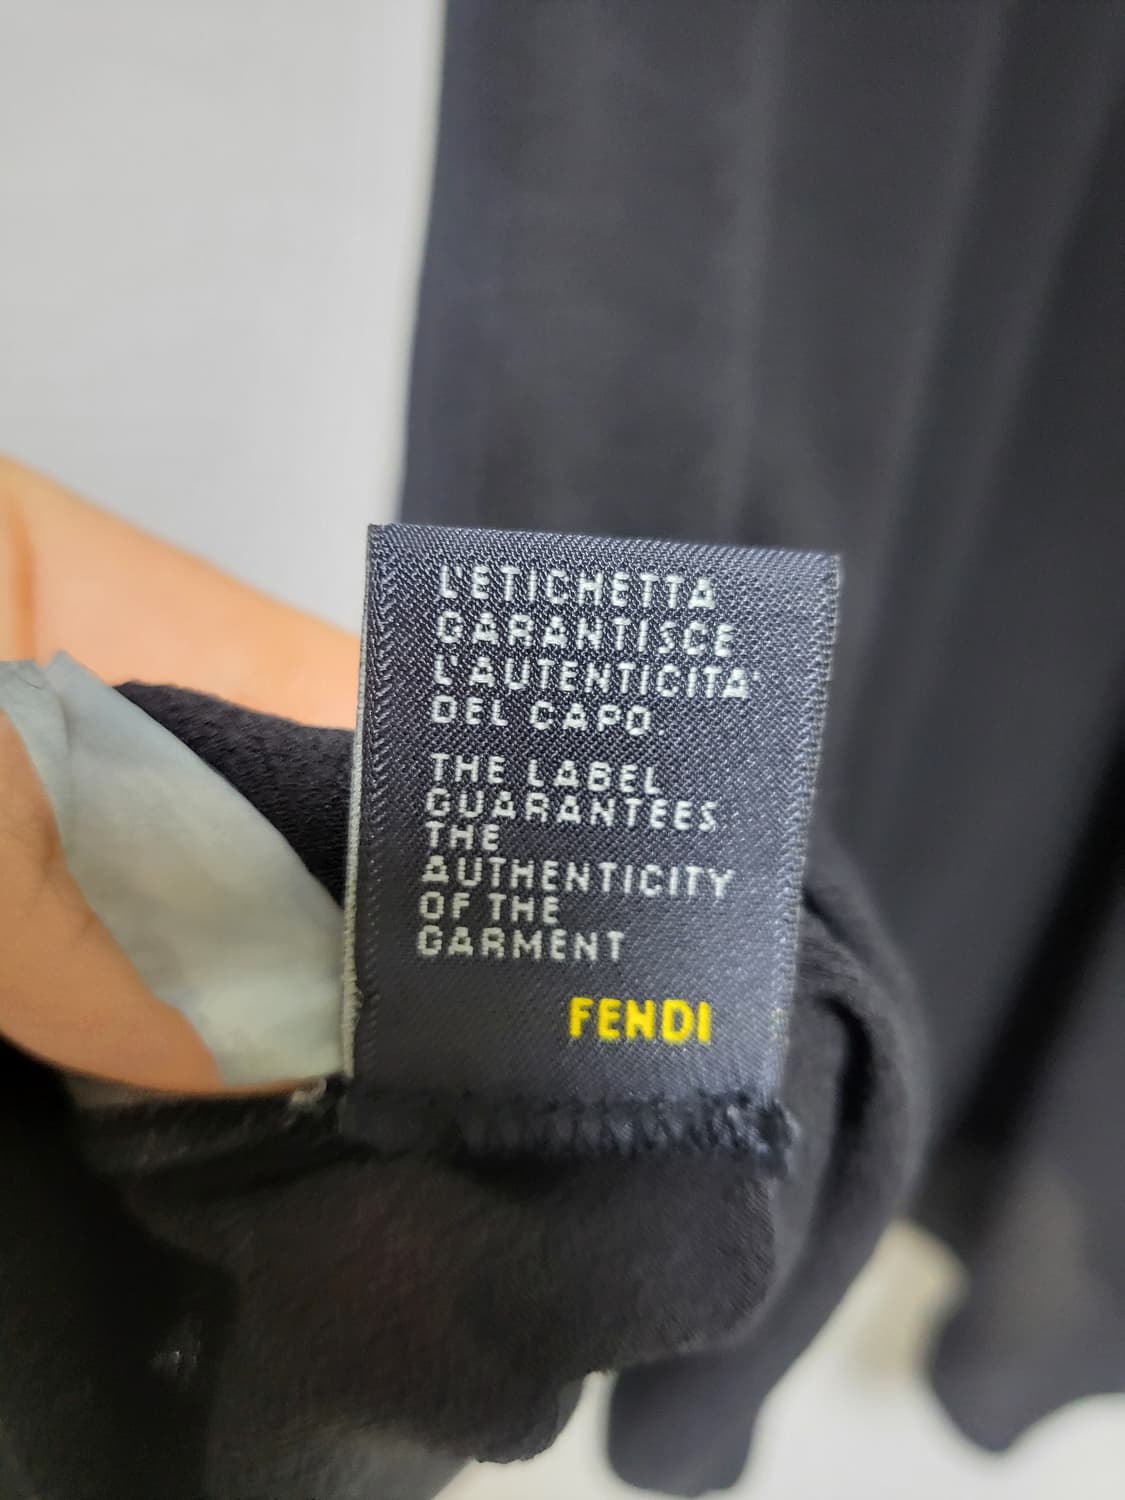 L'ETICHETTA
GARANTISCE
L'AUTENTICITA'
DEL CAPO.
THE LABEL
GUARANTEES
THE
AUTHENTICITY
OF THE
GARMENT
FENDI